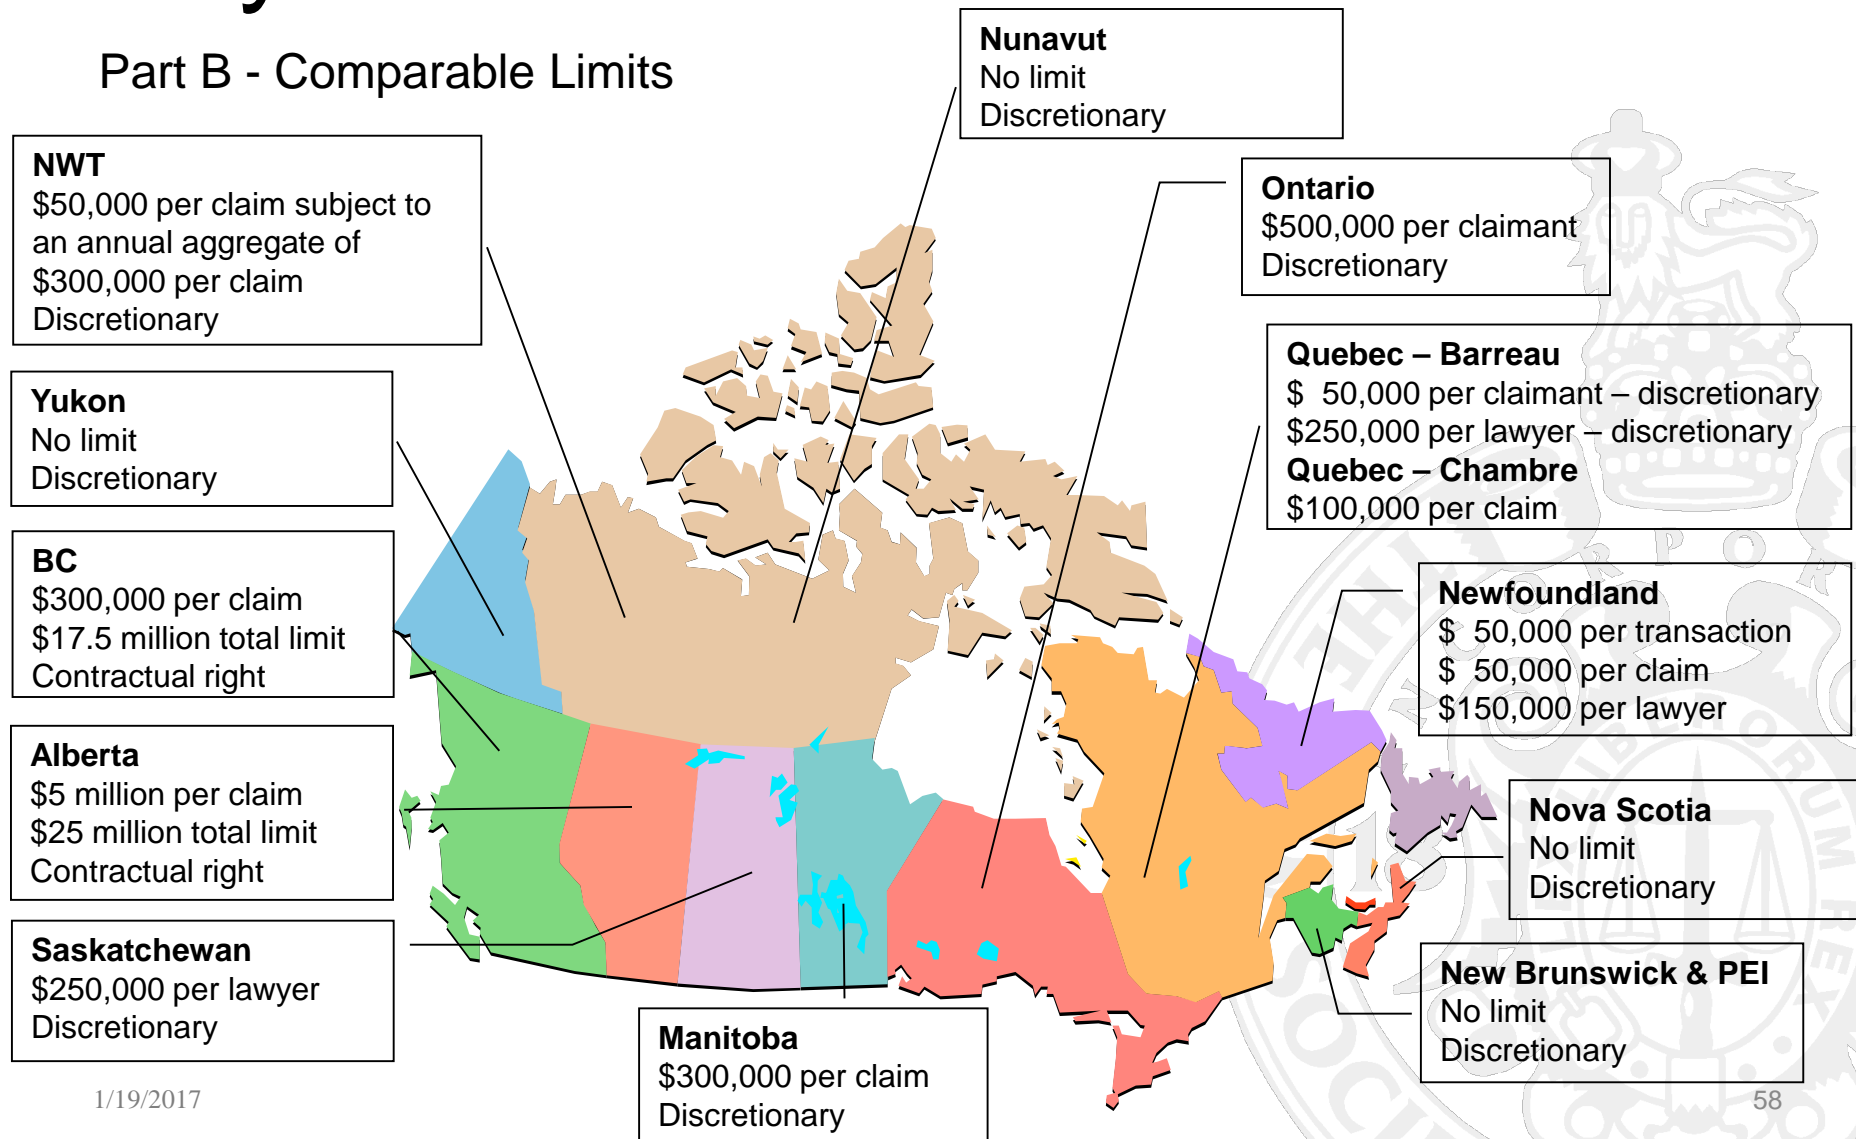 Part B - Comparable Limits
Nunavut
No limit
Discretionary
NWT
$50,000 per claim subject to
an annual aggregate of
$300,000 per claim
Discretionary
Ontario
$500,000 per claimant
Discretionary
Yukon
No limit
Discretionary
Quebec – Barreau
$  50,000 per claimant – discretionary
$250,000 per lawyer – discretionary
Quebec – Chambre
$100,000 per claim
BC
$300,000 per claim
$17.5 million total limit
Contractual right
Newfoundland
$  50,000 per transaction
$  50,000 per claim
$150,000 per lawyer
Alberta
$5 million per claim
$25 million total limit
Contractual right
Nova Scotia
No limit
Discretionary
Saskatchewan
$250,000 per lawyer
Discretionary
New Brunswick & PEI
No limit
Discretionary
Manitoba
$300,000 per claim
Discretionary
1/19/2017
58